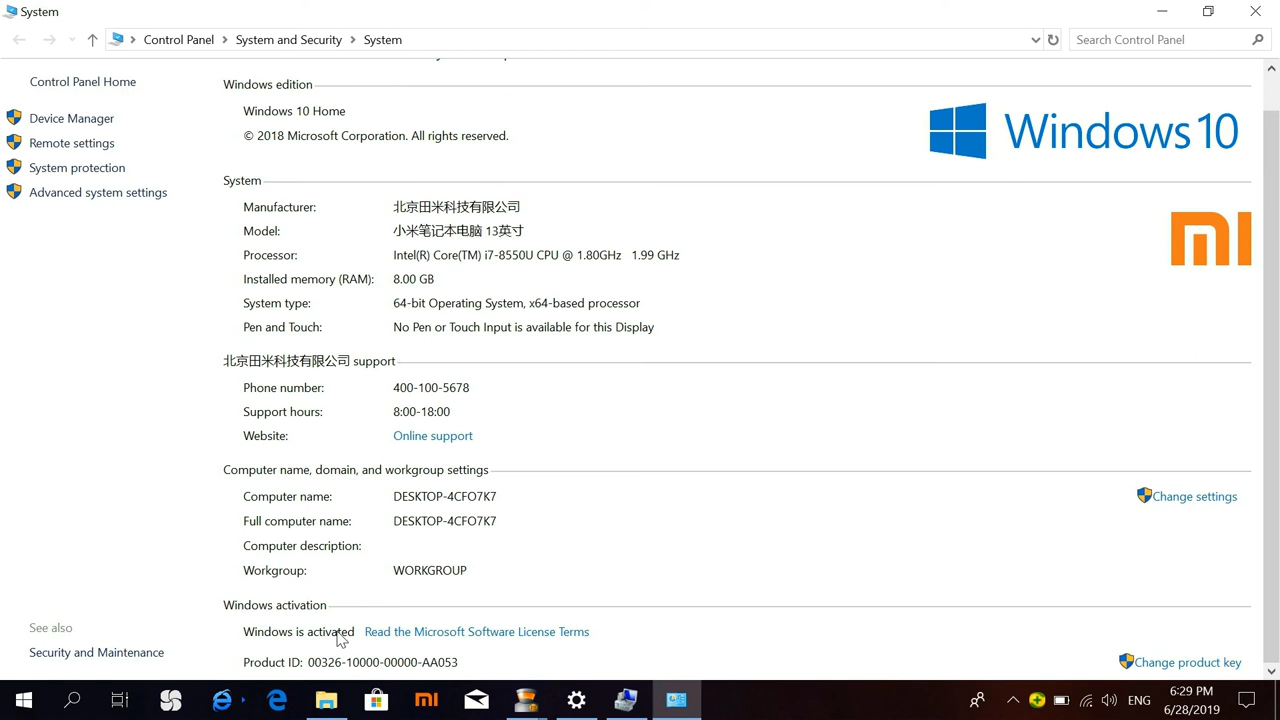 System
Control Panel > System and Security > System
Search Control Panel
Control Panel Home
Device Manager
Remote settings
System protection
Advanced system settings
See also
Security and Maintenance
Windows edition
Windows 10 Home
© 2018 Microsoft Corporation. All rights reserved.
Windows 10
System
Manufacturer: 北京田米科技有限公司
Model: 小米笔记本电脑 13英寸
Processor: Intel(R) Core(TM) i7-8550U CPU @ 1.80GHz 1.99 GHz
Installed memory (RAM): 8.00 GB
System type: 64-bit Operating System, x64-based processor
Pen and Touch: No Pen or Touch Input is available for this Display
mi
北京田米科技有限公司 support
Phone number: 400-100-5678
Support hours: 8:00-18:00
Website: Online support
Computer name, domain, and workgroup settings
Computer name: DESKTOP-4CFO7K7
Change settings
Full computer name: DESKTOP-4CFO7K7
Computer description:
Workgroup: WORKGROUP
Windows activation
Windows is activated Read the Microsoft Software License Terms
Product ID: 00326-10000-00000-AA053
Change product key
mi
ENG
6:29 PM
6/28/2019